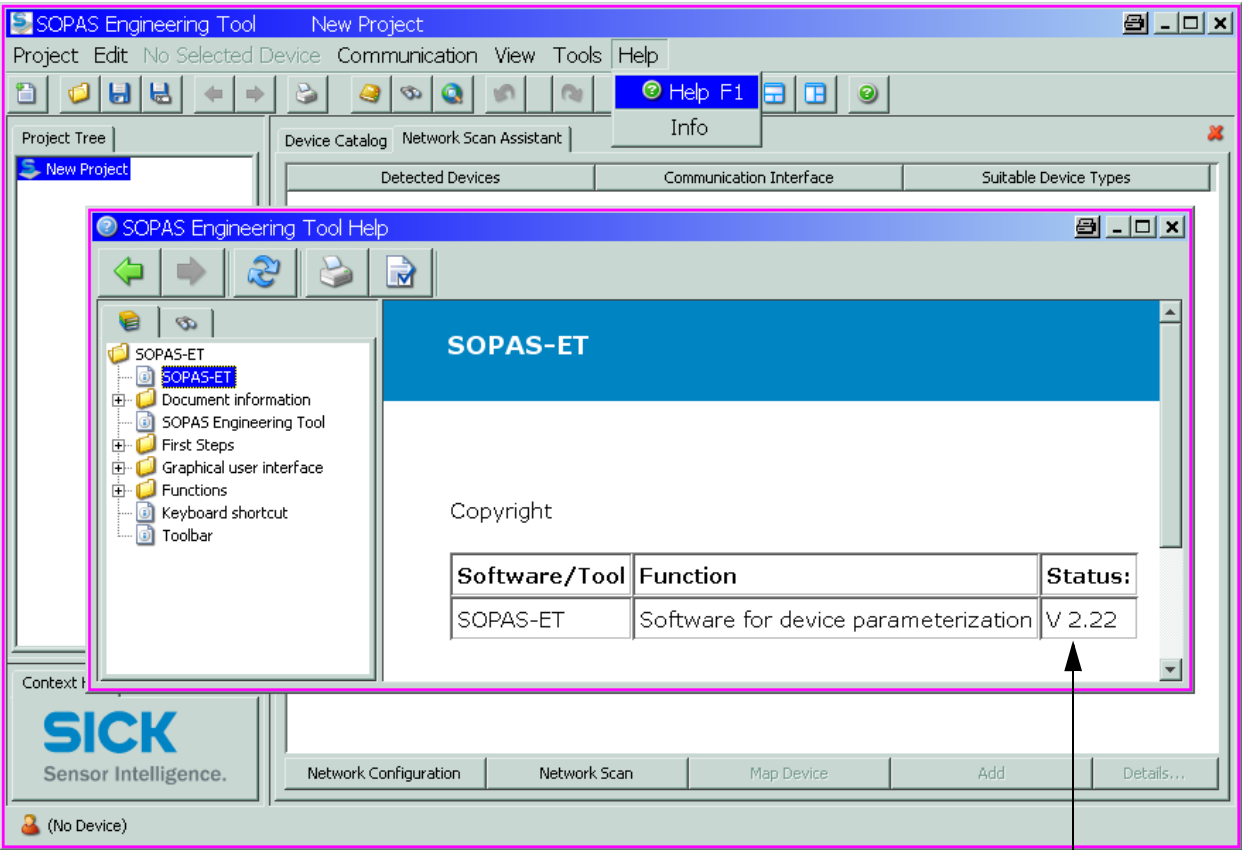 SOPAS Engineering Tool New Project
Project Edit No Selected Device Communication View Tools Help
Help F1
Info
Project Tree
Device Catalog Network Scan Assistant
New Project
Detected Devices Communication Interface Suitable Device Types
SOPAS Engineering Tool Help
SOPAS-ET
SOPAS-ET
Document information
SOPAS Engineering Tool
First Steps
Graphical user interface
Functions
Keyboard shortcut
Toolbar
SOPAS-ET
Copyright
Software/Tool Function Status:
SOPAS-ET Software for device parameterization V 2.22
Context
SICK
Sensor Intelligence.
Network Configuration Network Scan Map Device Add Details...
(No Device)